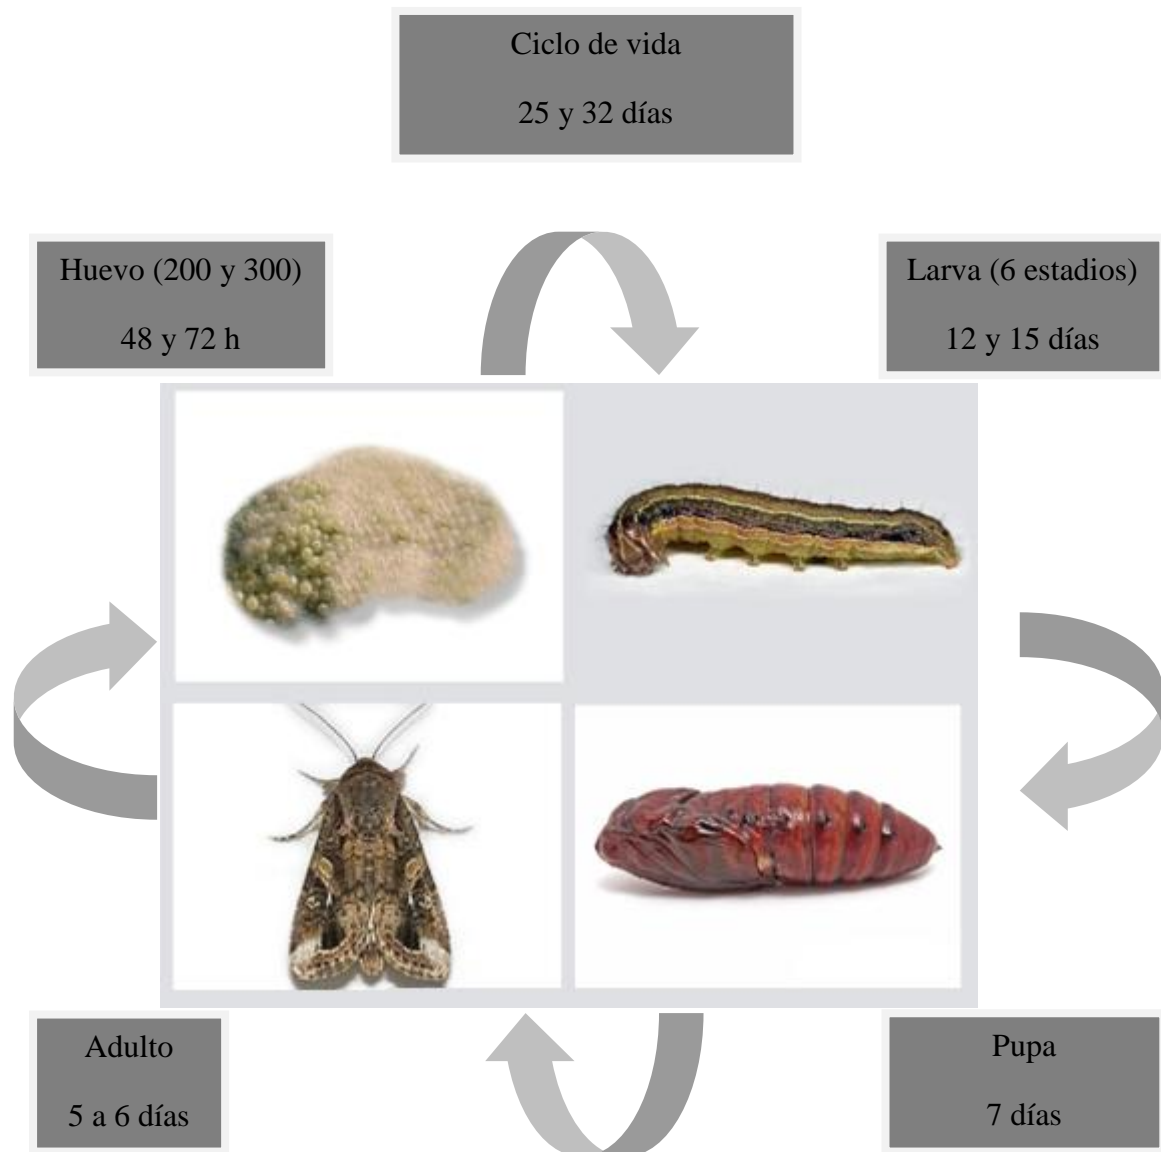 Ciclo de vida
25 y 32 días
Huevo (200 y 300)
48 y 72 h
Larva (6 estadios)
12 y 15 días
Adulto
5 a 6 días
Pupa
7 días